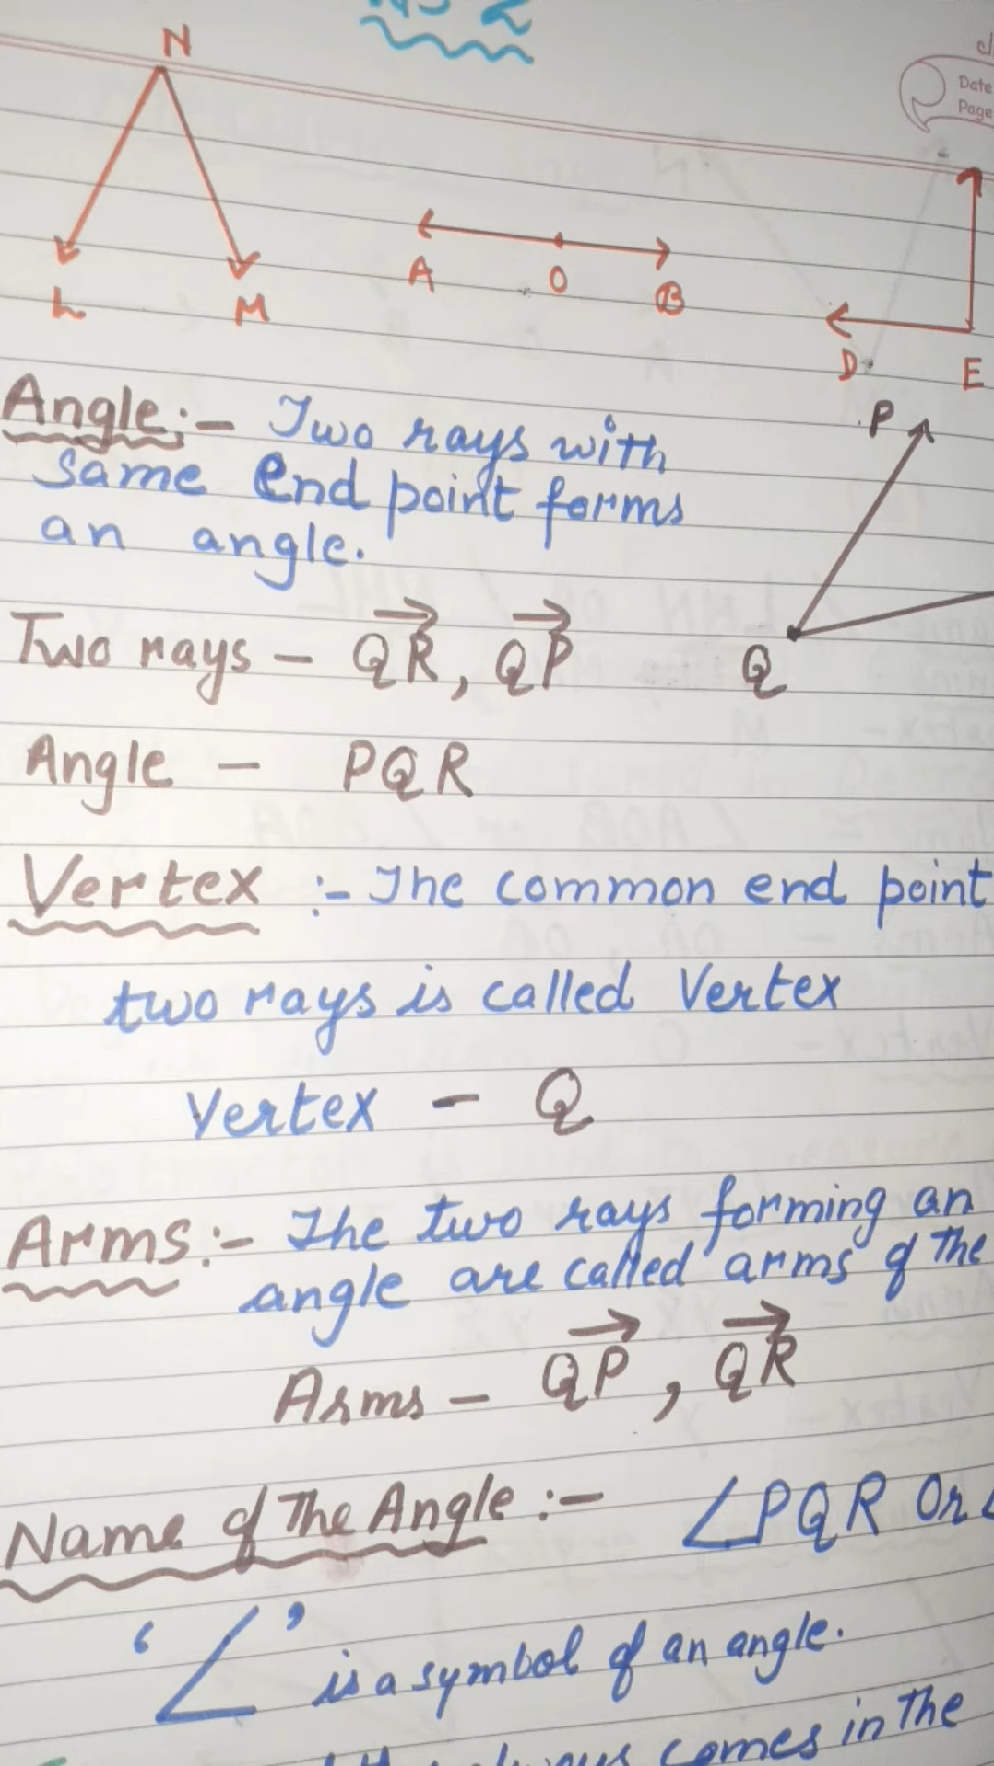 N
Date
Page
L
M
A
O
B
D
E
Angle:- Two rays with
same end point forms
an angle.
P
Q
Two rays - QR, QP
Angle - PQR
Vertex :- The common end point
two rays is called Vertex
Vertex - Q
Arms:- The two rays forming an
angle are called arms of the
Arms - QP, QR
Name of The Angle :- ∠PQR Or ∠
'∠' is a symbol of an angle.
comes in the